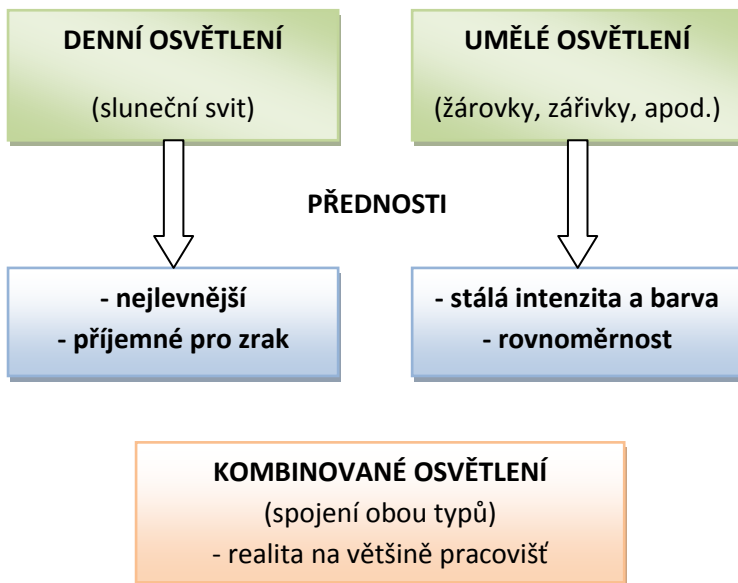 DENNÍ OSVĚTLENÍ
(sluneční svit)
UMĚLÉ OSVĚTLENÍ
(žárovky, zářivky, apod.)
PŘEDNOSTI
- nejlevnější
- příjemné pro zrak
- stálá intenzita a barva
- rovnoměrnost
KOMBINOVANÉ OSVĚTLENÍ
(spojení obou typů)
- realita na většině pracovišť